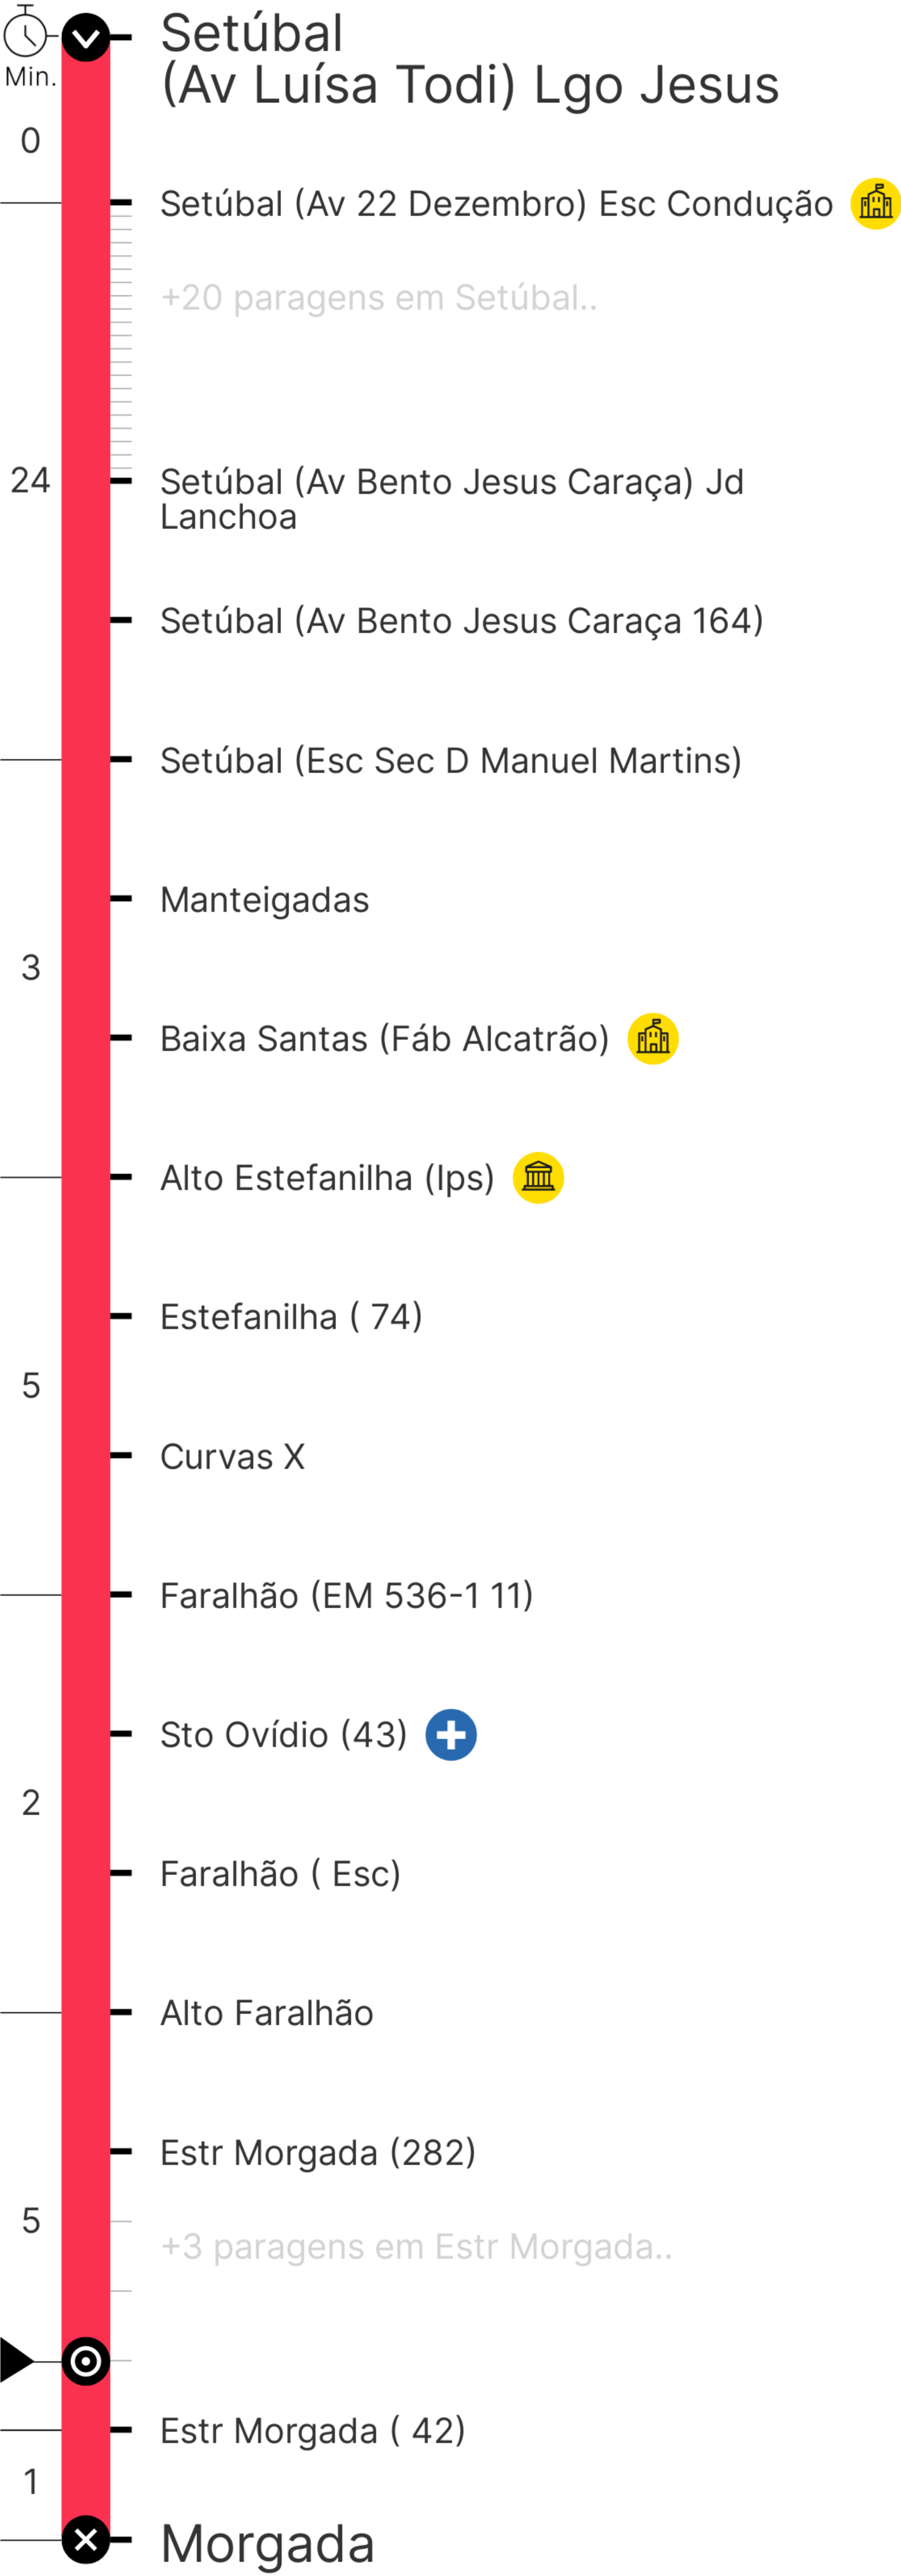 Setúbal
(Av Luísa Todi) Lgo Jesus
Min.
0
Setúbal (Av 22 Dezembro) Esc Condução
+20 paragens em Setúbal..
24
Setúbal (Av Bento Jesus Caraça) Jd
Lanchoa
Setúbal (Av Bento Jesus Caraça 164)
Setúbal (Esc Sec D Manuel Martins)
Manteigadas
3
Baixa Santas (Fáb Alcatrão)
Alto Estefanilha (Ips)
Estefanilha ( 74)
5
Curvas X
Faralhão (EM 536-1 11)
Sto Ovídio (43)
2
Faralhão ( Esc)
Alto Faralhão
Estr Morgada (282)
5
+3 paragens em Estr Morgada..
Estr Morgada ( 42)
1
Morgada